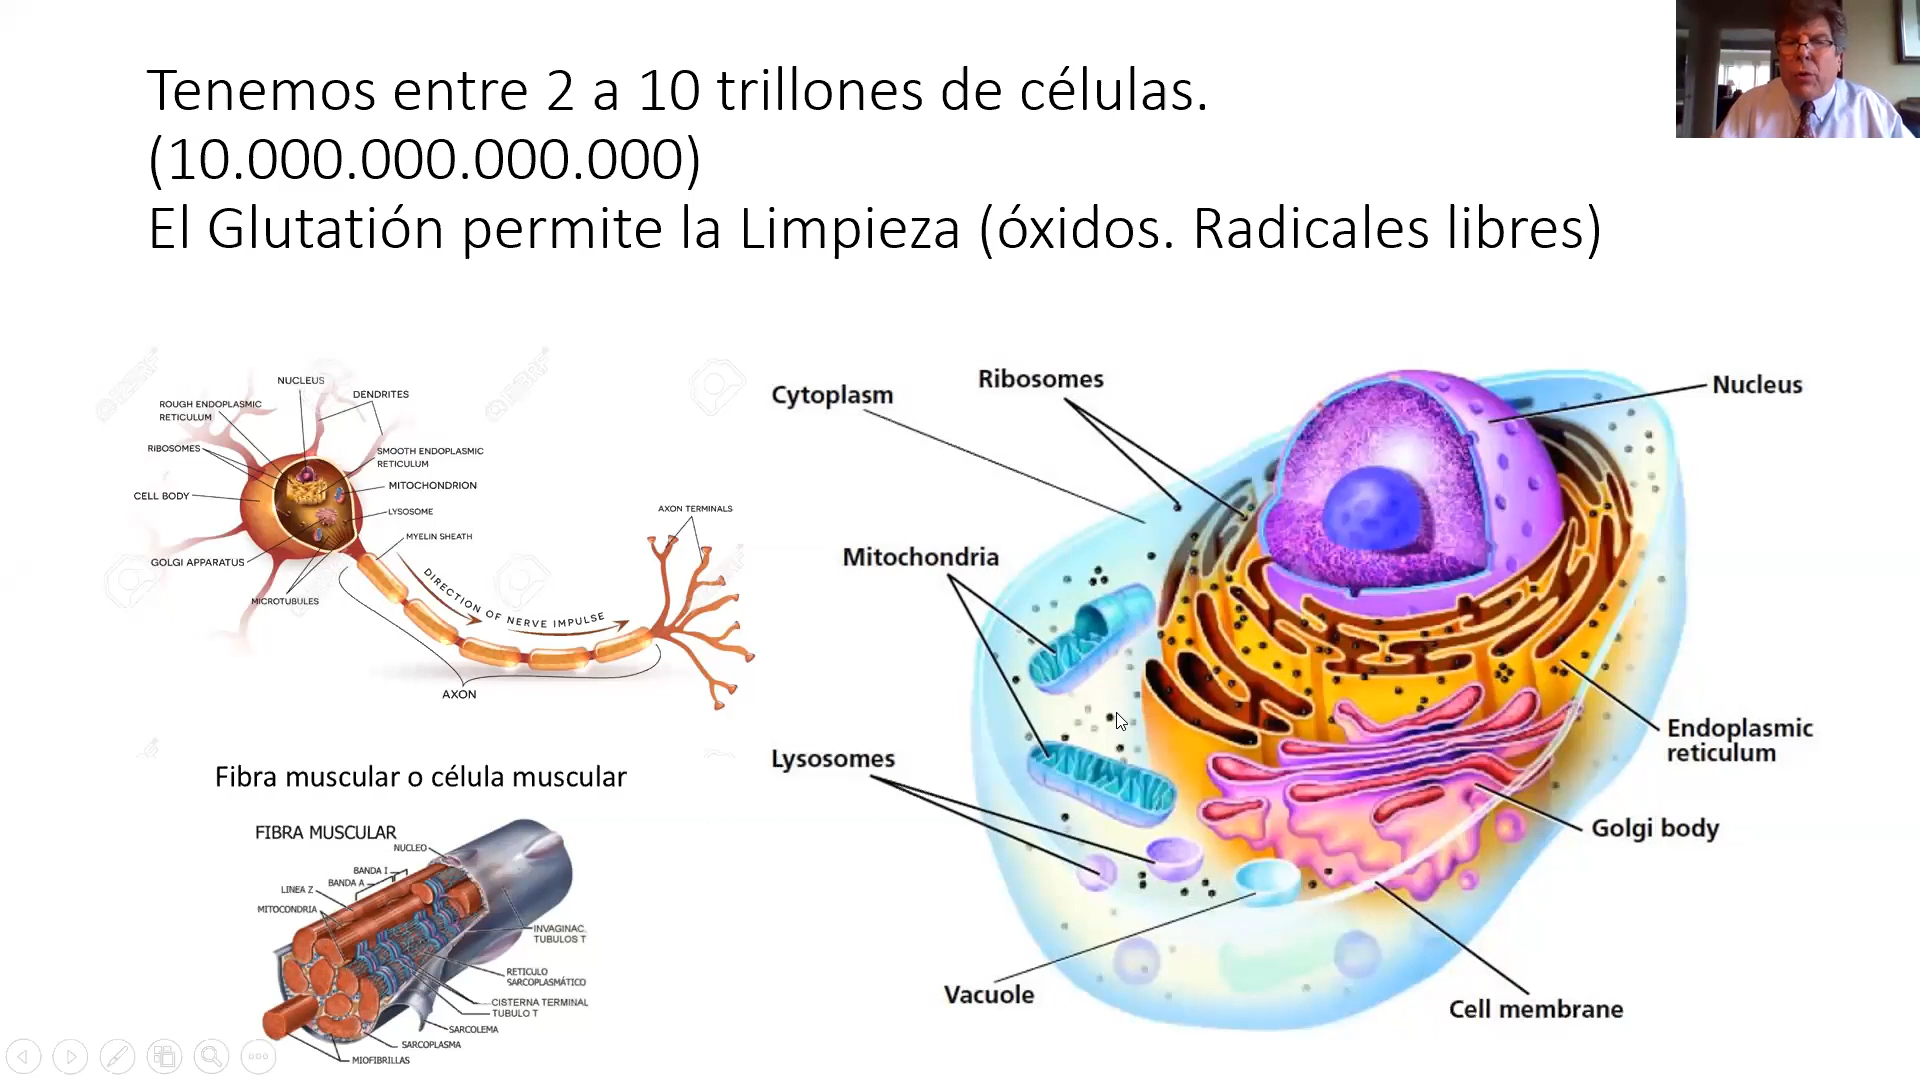 Tenemos entre 2 a 10 trillones de células.
(10.000.000.000.000)
El Glutatión permite la Limpieza (óxidos. Radicales libres)
NUCLEUS
DENDRITES
ROUGH ENDOPLASMIC
RETICULUM
RIBOSOMES
SMOOTH ENDOPLASMIC
RETICULUM
MITOCHONDRION
CELL BODY
LYSOSOME
MYELIN SHEATH
GOLGI APPARATUS
MICROTUBULES
AXON TERMINALS
DIRECTION OF NERVE IMPULSE
AXON
Fibra muscular o célula muscular
FIBRA MUSCULAR
NUCLEO
BANDA I
BANDA A
LINEA Z
MITOCONDRIA
INVAGINAC.
TUBULOS T
RETICULO
SARCOPLASMÁTICO
CISTERNA TERMINAL
TUBULO T
SARCOLEMA
SARCOPLASMA
MIOFIBRILLAS
Cytoplasm
Ribosomes
Nucleus
Mitochondria
Lysosomes
Endoplasmic
reticulum
Golgi body
Vacuole
Cell membrane